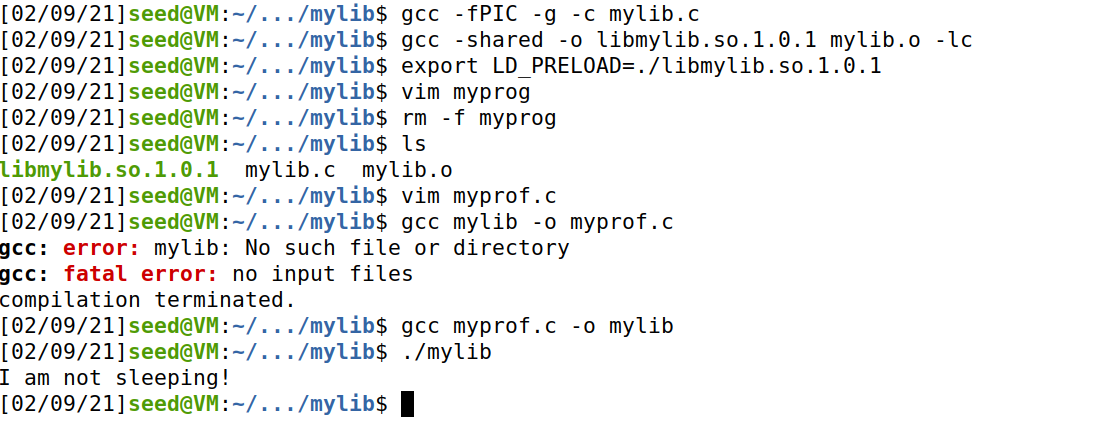 [02/09/21]seed@VM:~/.../mylib$ gcc -fPIC -g -c mylib.c
[02/09/21]seed@VM:~/.../mylib$ gcc -shared -o libmylib.so.1.0.1 mylib.o -lc
[02/09/21]seed@VM:~/.../mylib$ export LD_PRELOAD=./libmylib.so.1.0.1
[02/09/21]seed@VM:~/.../mylib$ vim myprog
[02/09/21]seed@VM:~/.../mylib$ rm -f myprog
[02/09/21]seed@VM:~/.../mylib$ ls
libmylib.so.1.0.1  mylib.c  mylib.o
[02/09/21]seed@VM:~/.../mylib$ vim myprof.c
[02/09/21]seed@VM:~/.../mylib$ gcc mylib -o myprof.c
gcc: error: mylib: No such file or directory
gcc: fatal error: no input files
compilation terminated.
[02/09/21]seed@VM:~/.../mylib$ gcc myprof.c -o mylib
[02/09/21]seed@VM:~/.../mylib$ ./mylib
I am not sleeping!
[02/09/21]seed@VM:~/.../mylib$